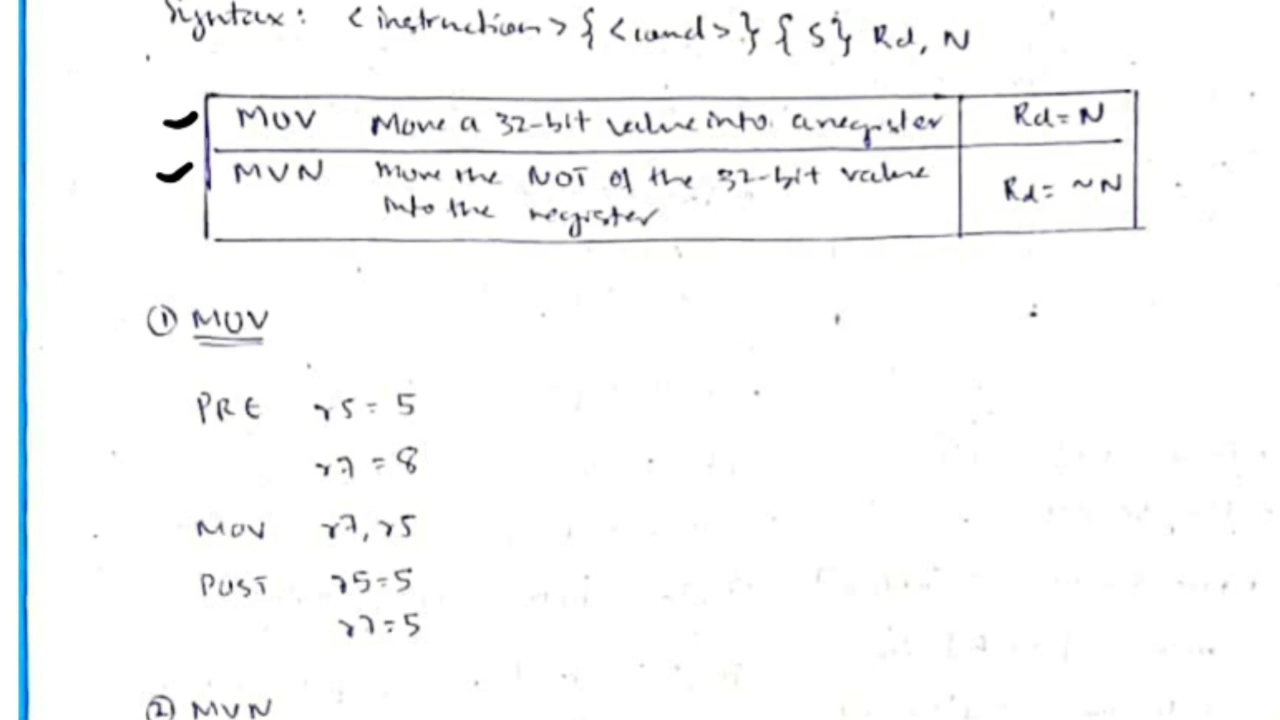 Syntax: <instruction>{<cond>}{S} Rd, N
MOV Move a 32-bit value into a register Rd=N
MVN Move the NOT of the 32-bit value
into the register Rd=~N
① MOV
PRE r5=5
r7=8
MOV r7,r5
POST r5=5
r7=5
② MVN